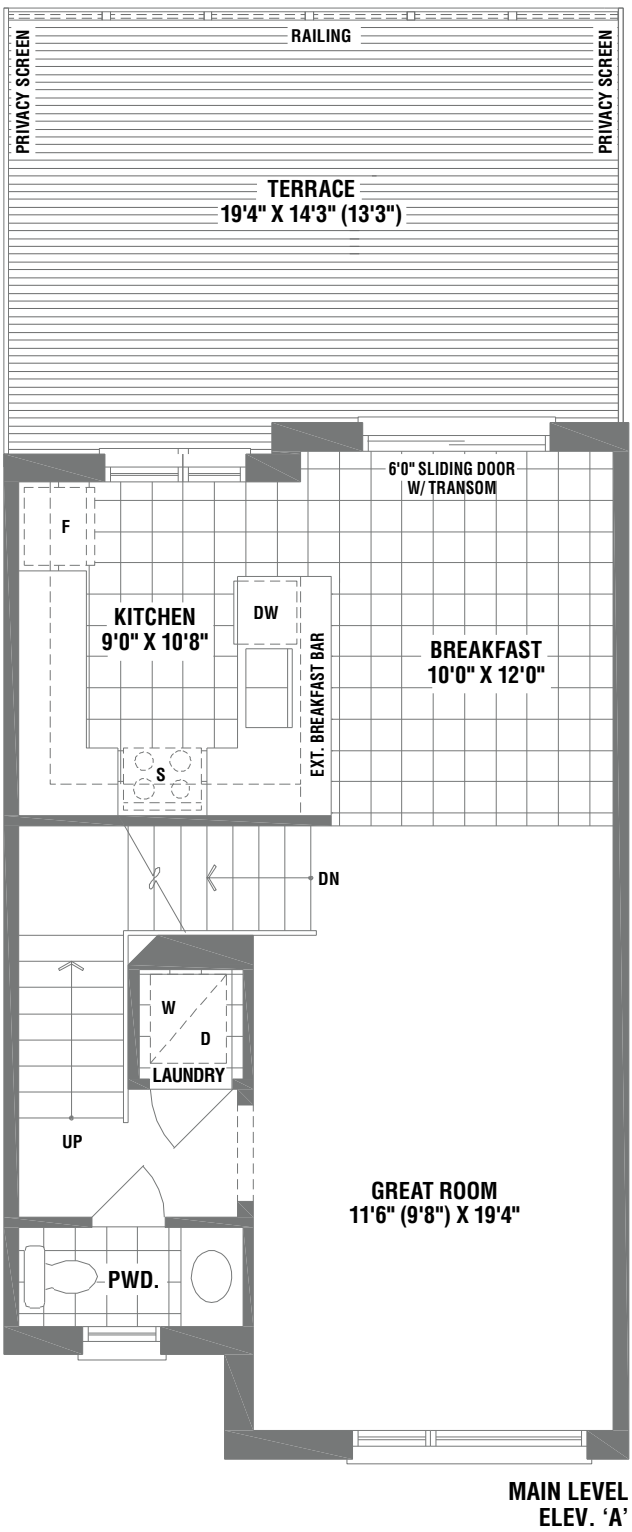 RAILING
PRIVACY SCREEN
PRIVACY SCREEN
TERRACE
19'4" X 14'3" (13'3")
6'0" SLIDING DOOR
W/ TRANSOM
F
KITCHEN
9'0" X 10'8"
DW
EXT. BREAKFAST BAR
BREAKFAST
10'0" X 12'0"
S
DN
W
D
LAUNDRY
UP
GREAT ROOM
11'6" (9'8") X 19'4"
PWD.
MAIN LEVEL
ELEV. ‘A’